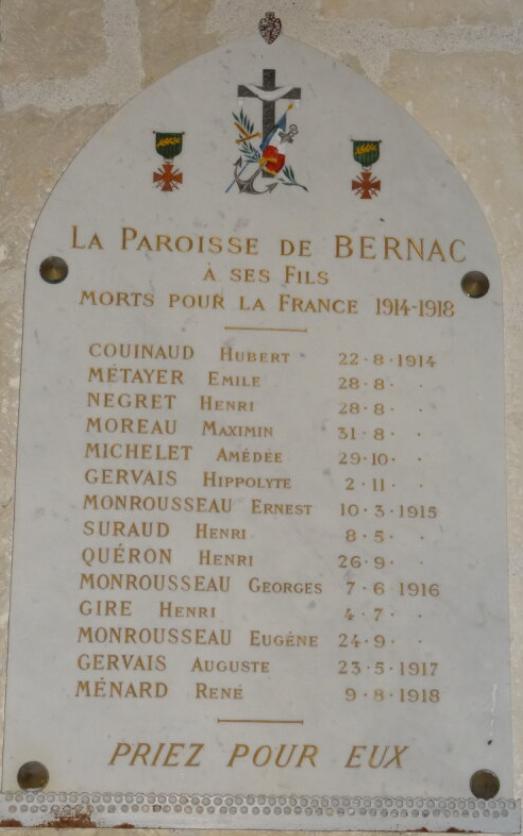 LA PAROISSE DE BERNAC
À SES FILS
MORTS POUR LA FRANCE 1914-1918
COUINAUD HUBERT 22·8·1914
MÉTAYER EMILE 28·8· ·
NEGRET HENRI 28·8· ·
MOREAU MAXIMIN 31·8· ·
MICHELET AMÉDÉE 29·10· ·
GERVAIS HIPPOLYTE 2·11· ·
MONROUSSEAU ERNEST 10·3·1915
SURAUD HENRI 8·5· ·
QUÉRON HENRI 26·9· ·
MONROUSSEAU GEORGES 7·6·1916
GIRE HENRI 4·7· ·
MONROUSSEAU EUGÉNE 24·9· ·
GERVAIS AUGUSTE 23·5·1917
MÉNARD RENÉ 9·8·1918
PRIEZ POUR EUX